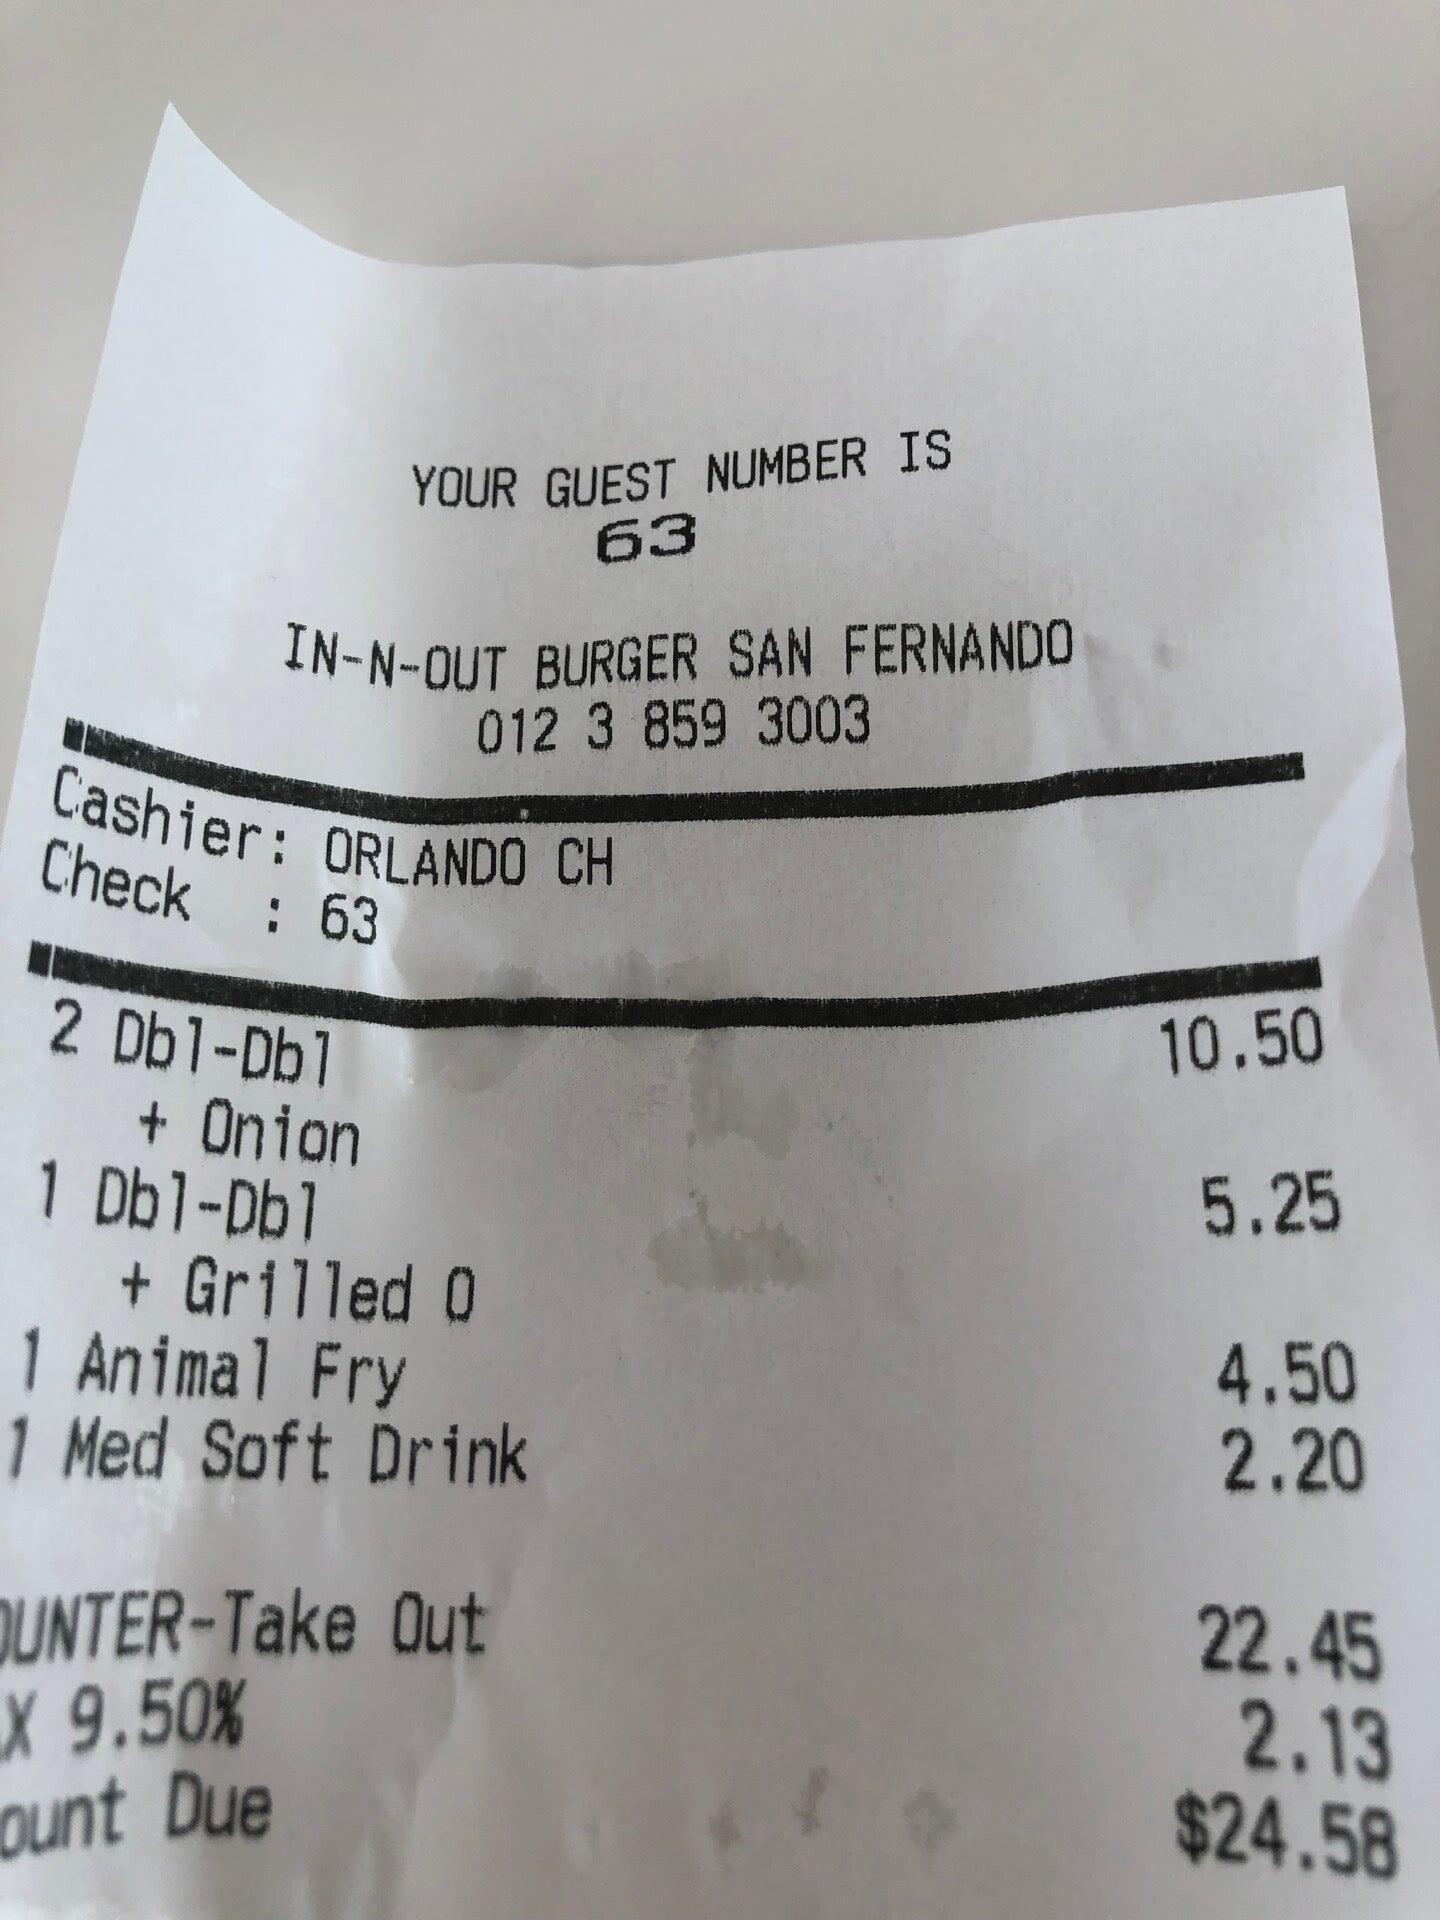 YOUR GUEST NUMBER IS
63
IN-N-OUT BURGER SAN FERNANDO
012 3 859 3003
Cashier: ORLANDO CH
Check : 63
2 Dbl-Dbl 10.50
+ Onion
1 Dbl-Dbl 5.25
+ Grilled O
1 Animal Fry 4.50
1 Med Soft Drink 2.20
OUNTER-Take Out 22.45
AX 9.50% 2.13
ount Due $24.58